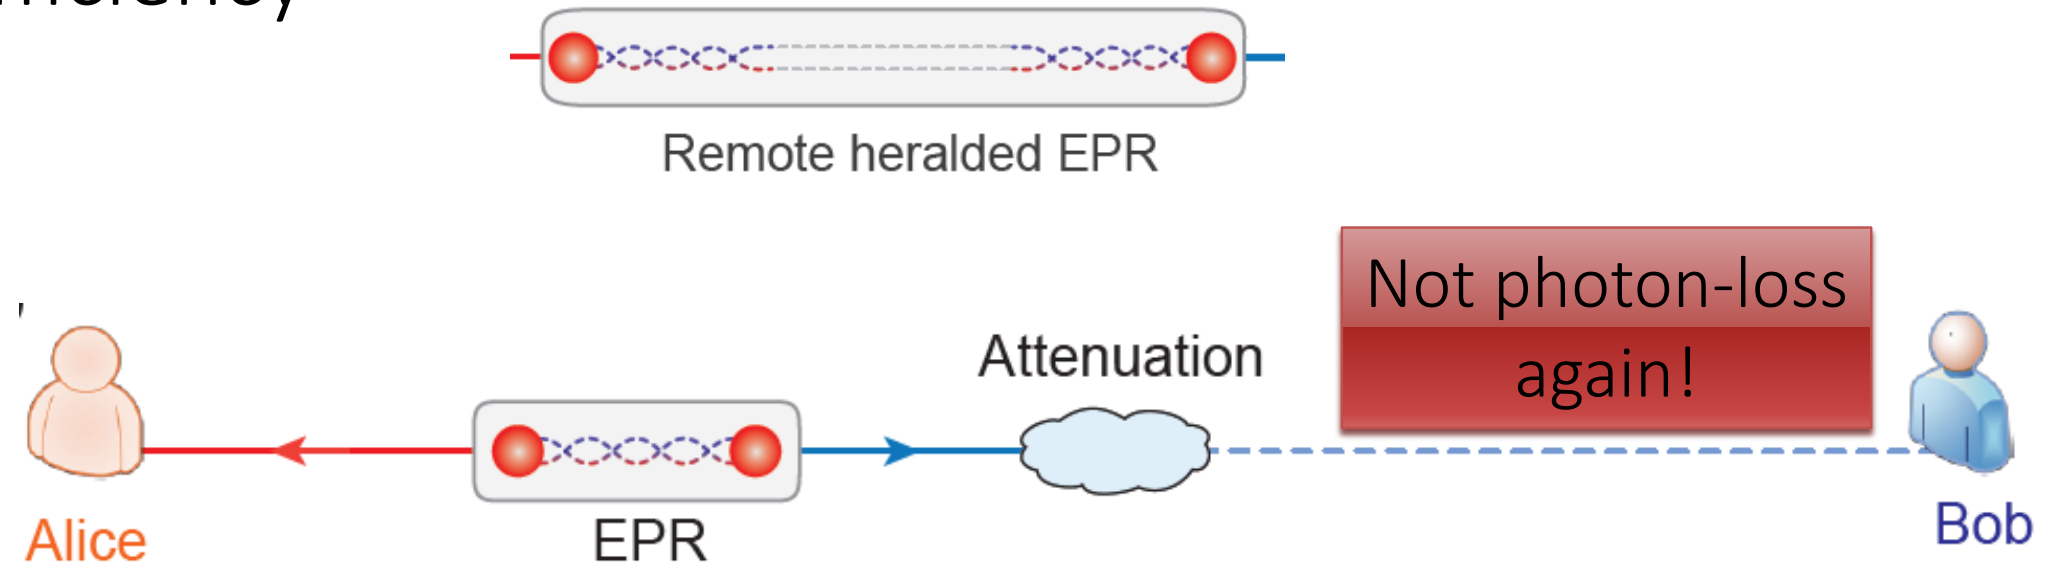 Remote heralded EPR
Not photon-loss
again!
Attenuation
Alice
EPR
Bob